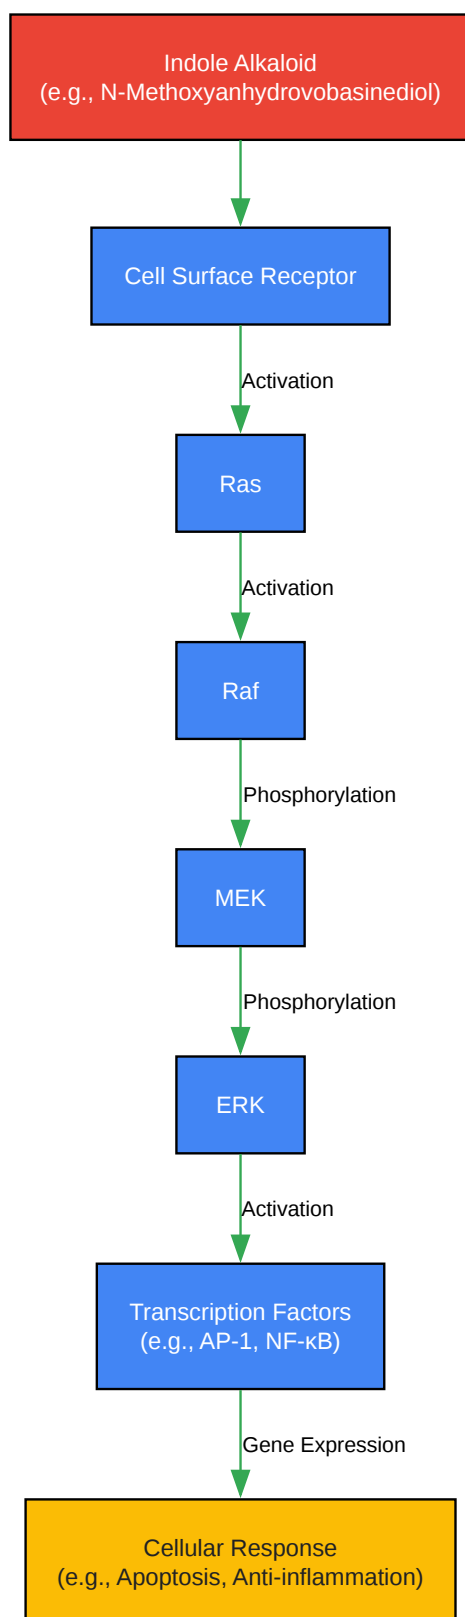 Indole Alkaloid
(e.g., N-Methoxyanhydrovobasinediol)
Cell Surface Receptor
Activation
Ras
Activation
Raf
Phosphorylation
MEK
Phosphorylation
ERK
Activation
Transcription Factors
(e.g., AP-1, NF-κB)
Gene Expression
Cellular Response
(e.g., Apoptosis, Anti-inflammation)